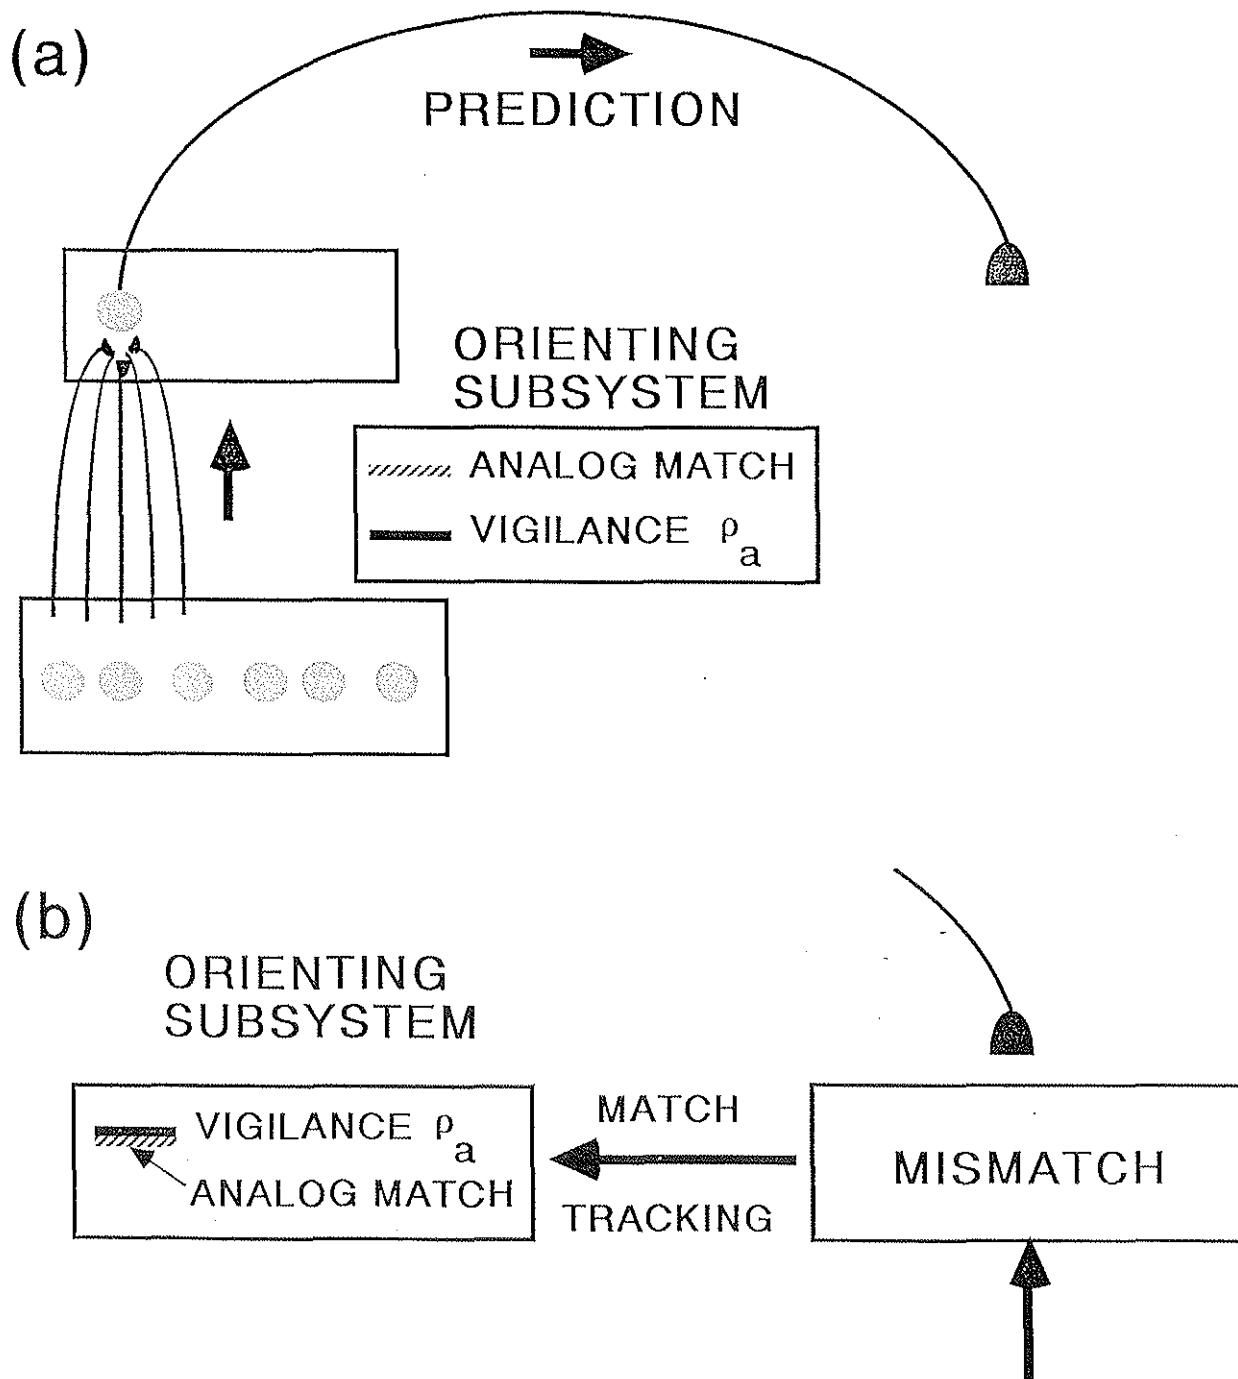 (a)
PREDICTION
ORIENTING
SUBSYSTEM
ANALOG MATCH
VIGILANCE ρa
(b)
ORIENTING
SUBSYSTEM
VIGILANCE ρa
ANALOG MATCH
MATCH
TRACKING
MISMATCH